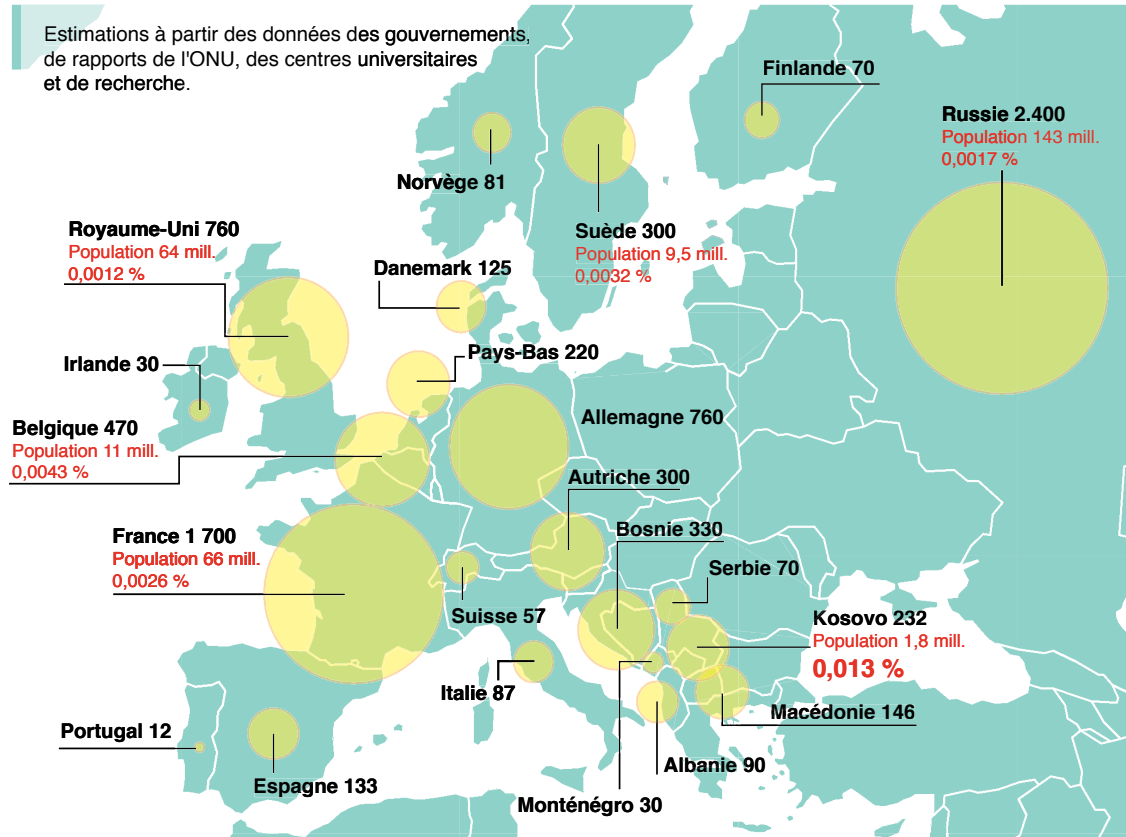 Estimations à partir des données des gouvernements,
de rapports de l'ONU, des centres universitaires
et de recherche.
Finlande 70
Russie 2.400
Population 143 mill.
0,0017 %
Norvège 81
Suède 300
Population 9,5 mill.
0,0032 %
Royaume-Uni 760
Population 64 mill.
0,0012 %
Danemark 125
Pays-Bas 220
Irlande 30
Belgique 470
Population 11 mill.
0,0043 %
Allemagne 760
Autriche 300
Bosnie 330
France 1 700
Population 66 mill.
0,0026 %
Serbie 70
Suisse 57
Kosovo 232
Population 1,8 mill.
0,013 %
Italie 87
Macédonie 146
Portugal 12
Albanie 90
Espagne 133
Monténégro 30